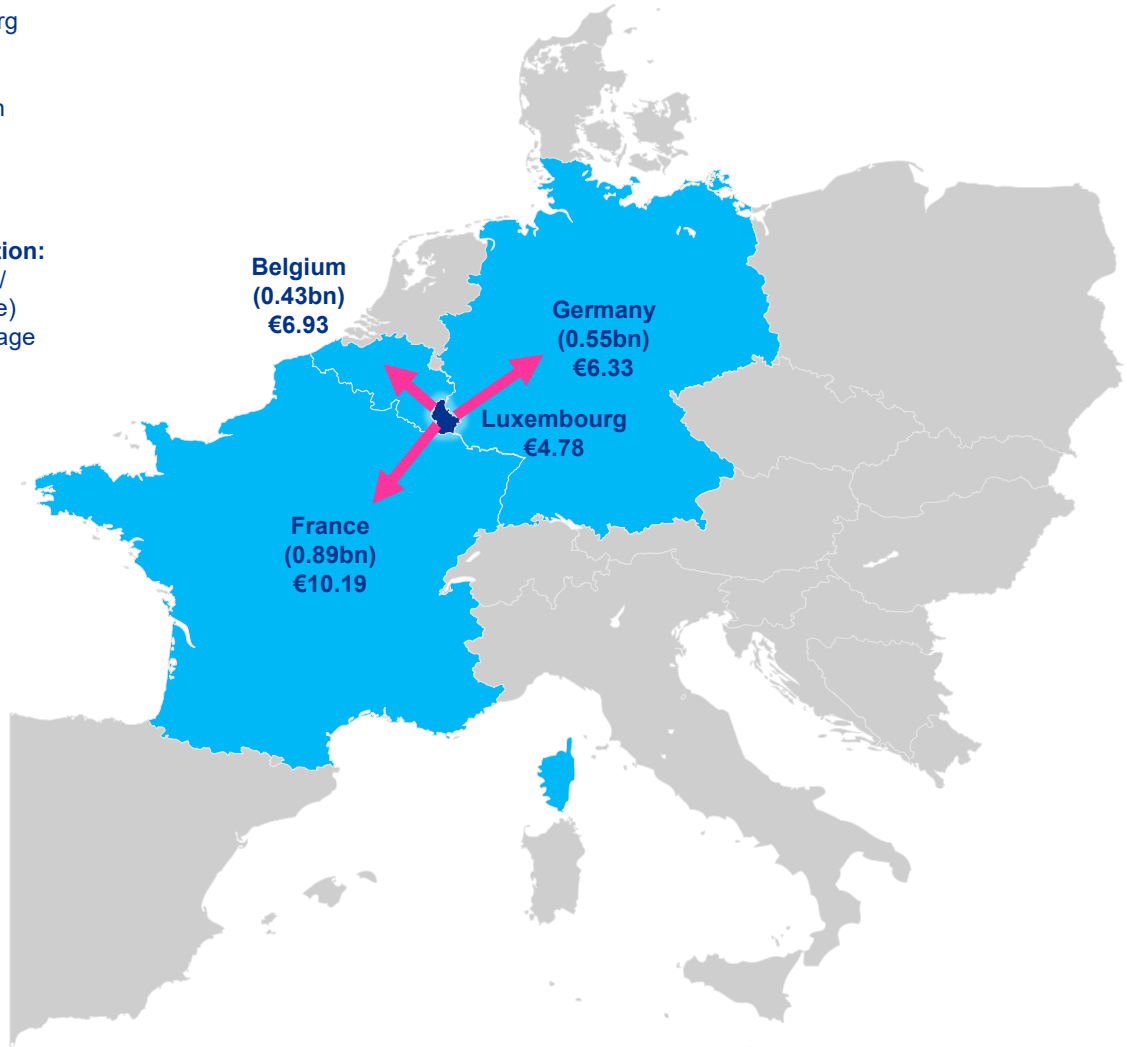 rg
n
tion:
/
e)
age
Belgium
(0.43bn)
€6.93
Germany
(0.55bn)
€6.33
Luxembourg
€4.78
France
(0.89bn)
€10.19